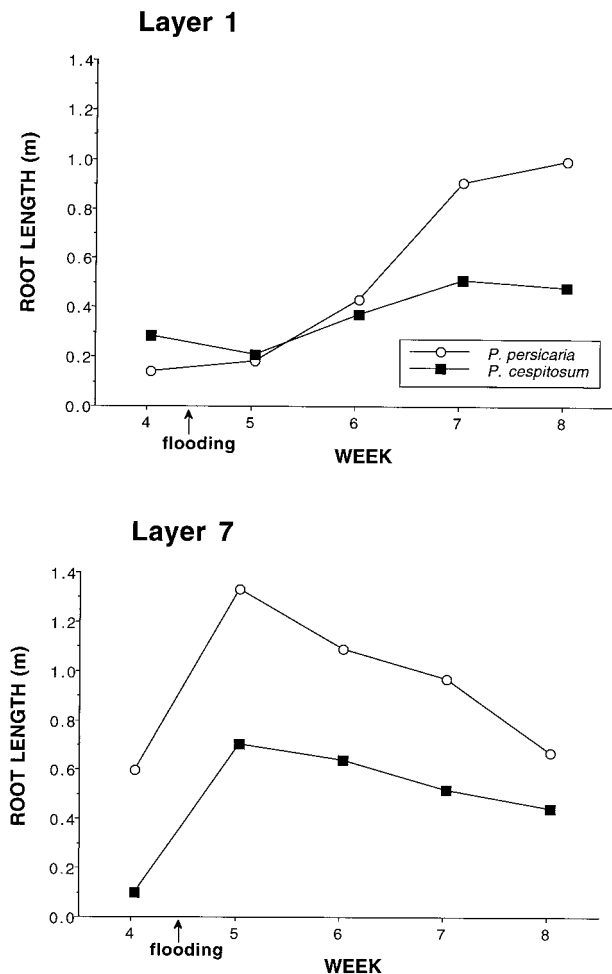 Layer 1
ROOT LENGTH (m)
1.4
1.2
1.0
0.8
0.6
0.4
0.2
0.0
P. persicaria
P. cespitosum
4
5
6
7
8
flooding
WEEK
Layer 7
ROOT LENGTH (m)
1.4
1.2
1.0
0.8
0.6
0.4
0.2
0.0
4
5
6
7
8
flooding
WEEK